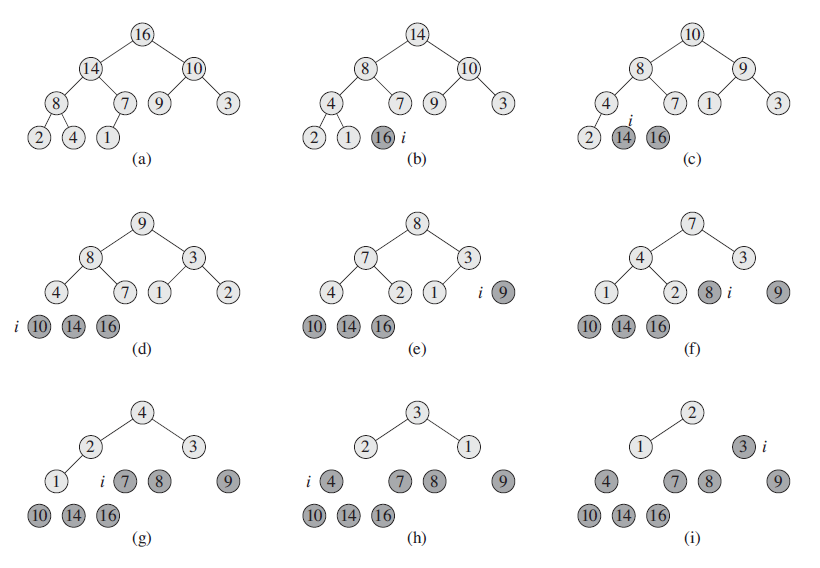 16 14 10
14 10 8 10 8 9
8 7 9 3 4 7 9 3 4 7 1 3
i
2 4 1 2 1 16 i 2 14 16
(a) (b) (c)
9 8 7
8 3 7 3 4 3
4 7 1 2 4 2 1 i 9 1 2 8 i 9
i 10 14 16 10 14 16 10 14 16
(d) (e) (f)
4 3 2
2 3 2 1 1 3 i
1 i 7 8 9 i 4 7 8 9 4 7 8 9
10 14 16 10 14 16 10 14 16
(g) (h) (i)